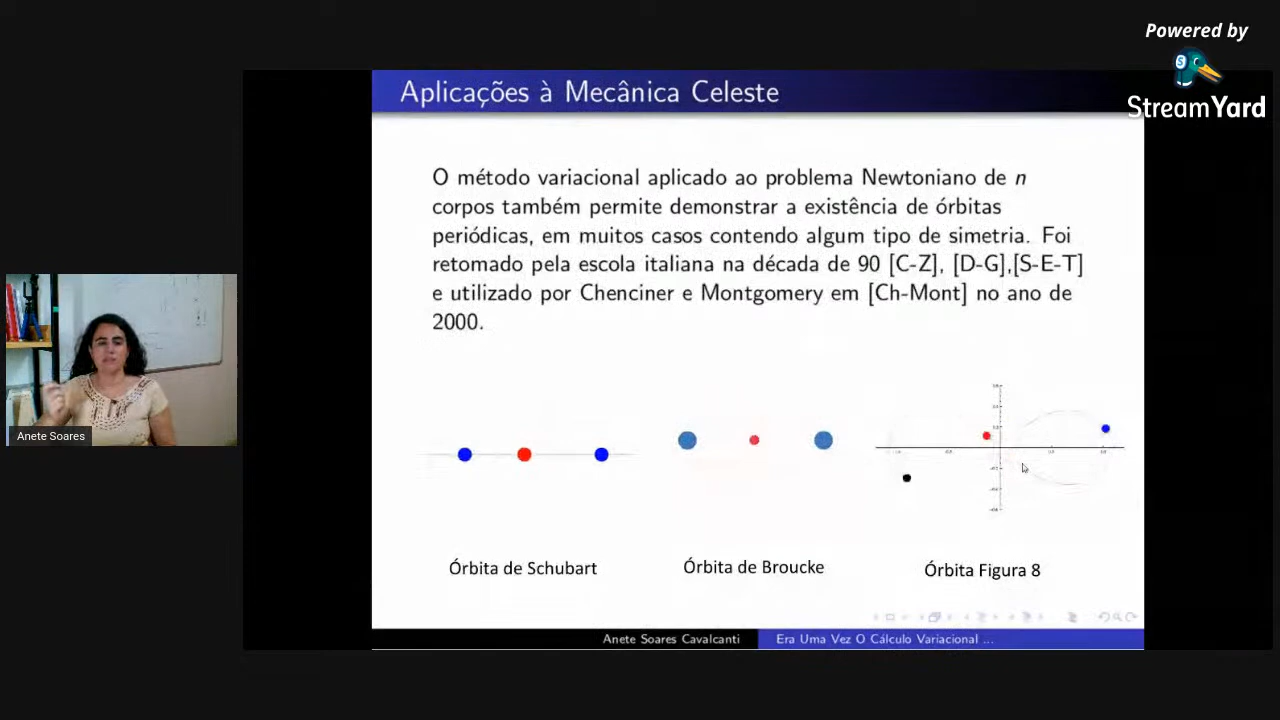 Powered by
StreamYard
Aplicações à Mecânica Celeste
O método variacional aplicado ao problema Newtoniano de n
corpos também permite demonstrar a existência de órbitas
periódicas, em muitos casos contendo algum tipo de simetria. Foi
retomado pela escola italiana na década de 90 [C-Z], [D-G],[S-E-T]
e utilizado por Chenciner e Montgomery em [Ch-Mont] no ano de
2000.
Anete Soares
Órbita de Schubart
Órbita de Broucke
Órbita Figura 8
Anete Soares Cavalcanti
Era Uma Vez O Cálculo Variacional ...